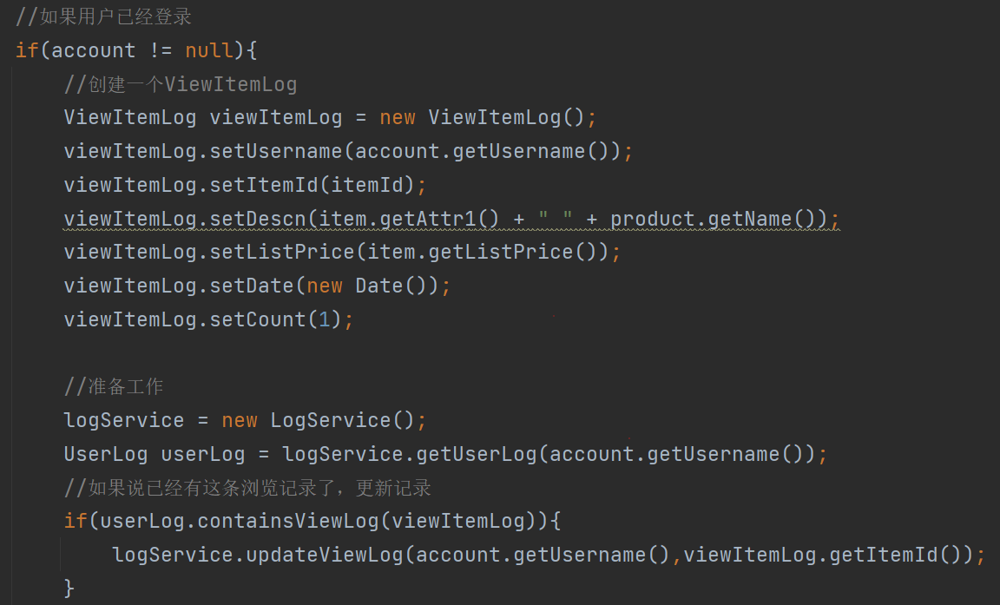 //如果用户已经登录
if(account != null){
    //创建一个ViewItemLog
    ViewItemLog viewItemLog = new ViewItemLog();
    viewItemLog.setUsername(account.getUsername());
    viewItemLog.setItemId(itemId);
    viewItemLog.setDescn(item.getAttr1() + " " + product.getName());
    viewItemLog.setListPrice(item.getListPrice());
    viewItemLog.setDate(new Date());
    viewItemLog.setCount(1);
    //准备工作
    logService = new LogService();
    UserLog userLog = logService.getUserLog(account.getUsername());
    //如果说已经有这条浏览记录了，更新记录
    if(userLog.containsViewLog(viewItemLog)){
        logService.updateViewLog(account.getUsername(),viewItemLog.getItemId());
    }